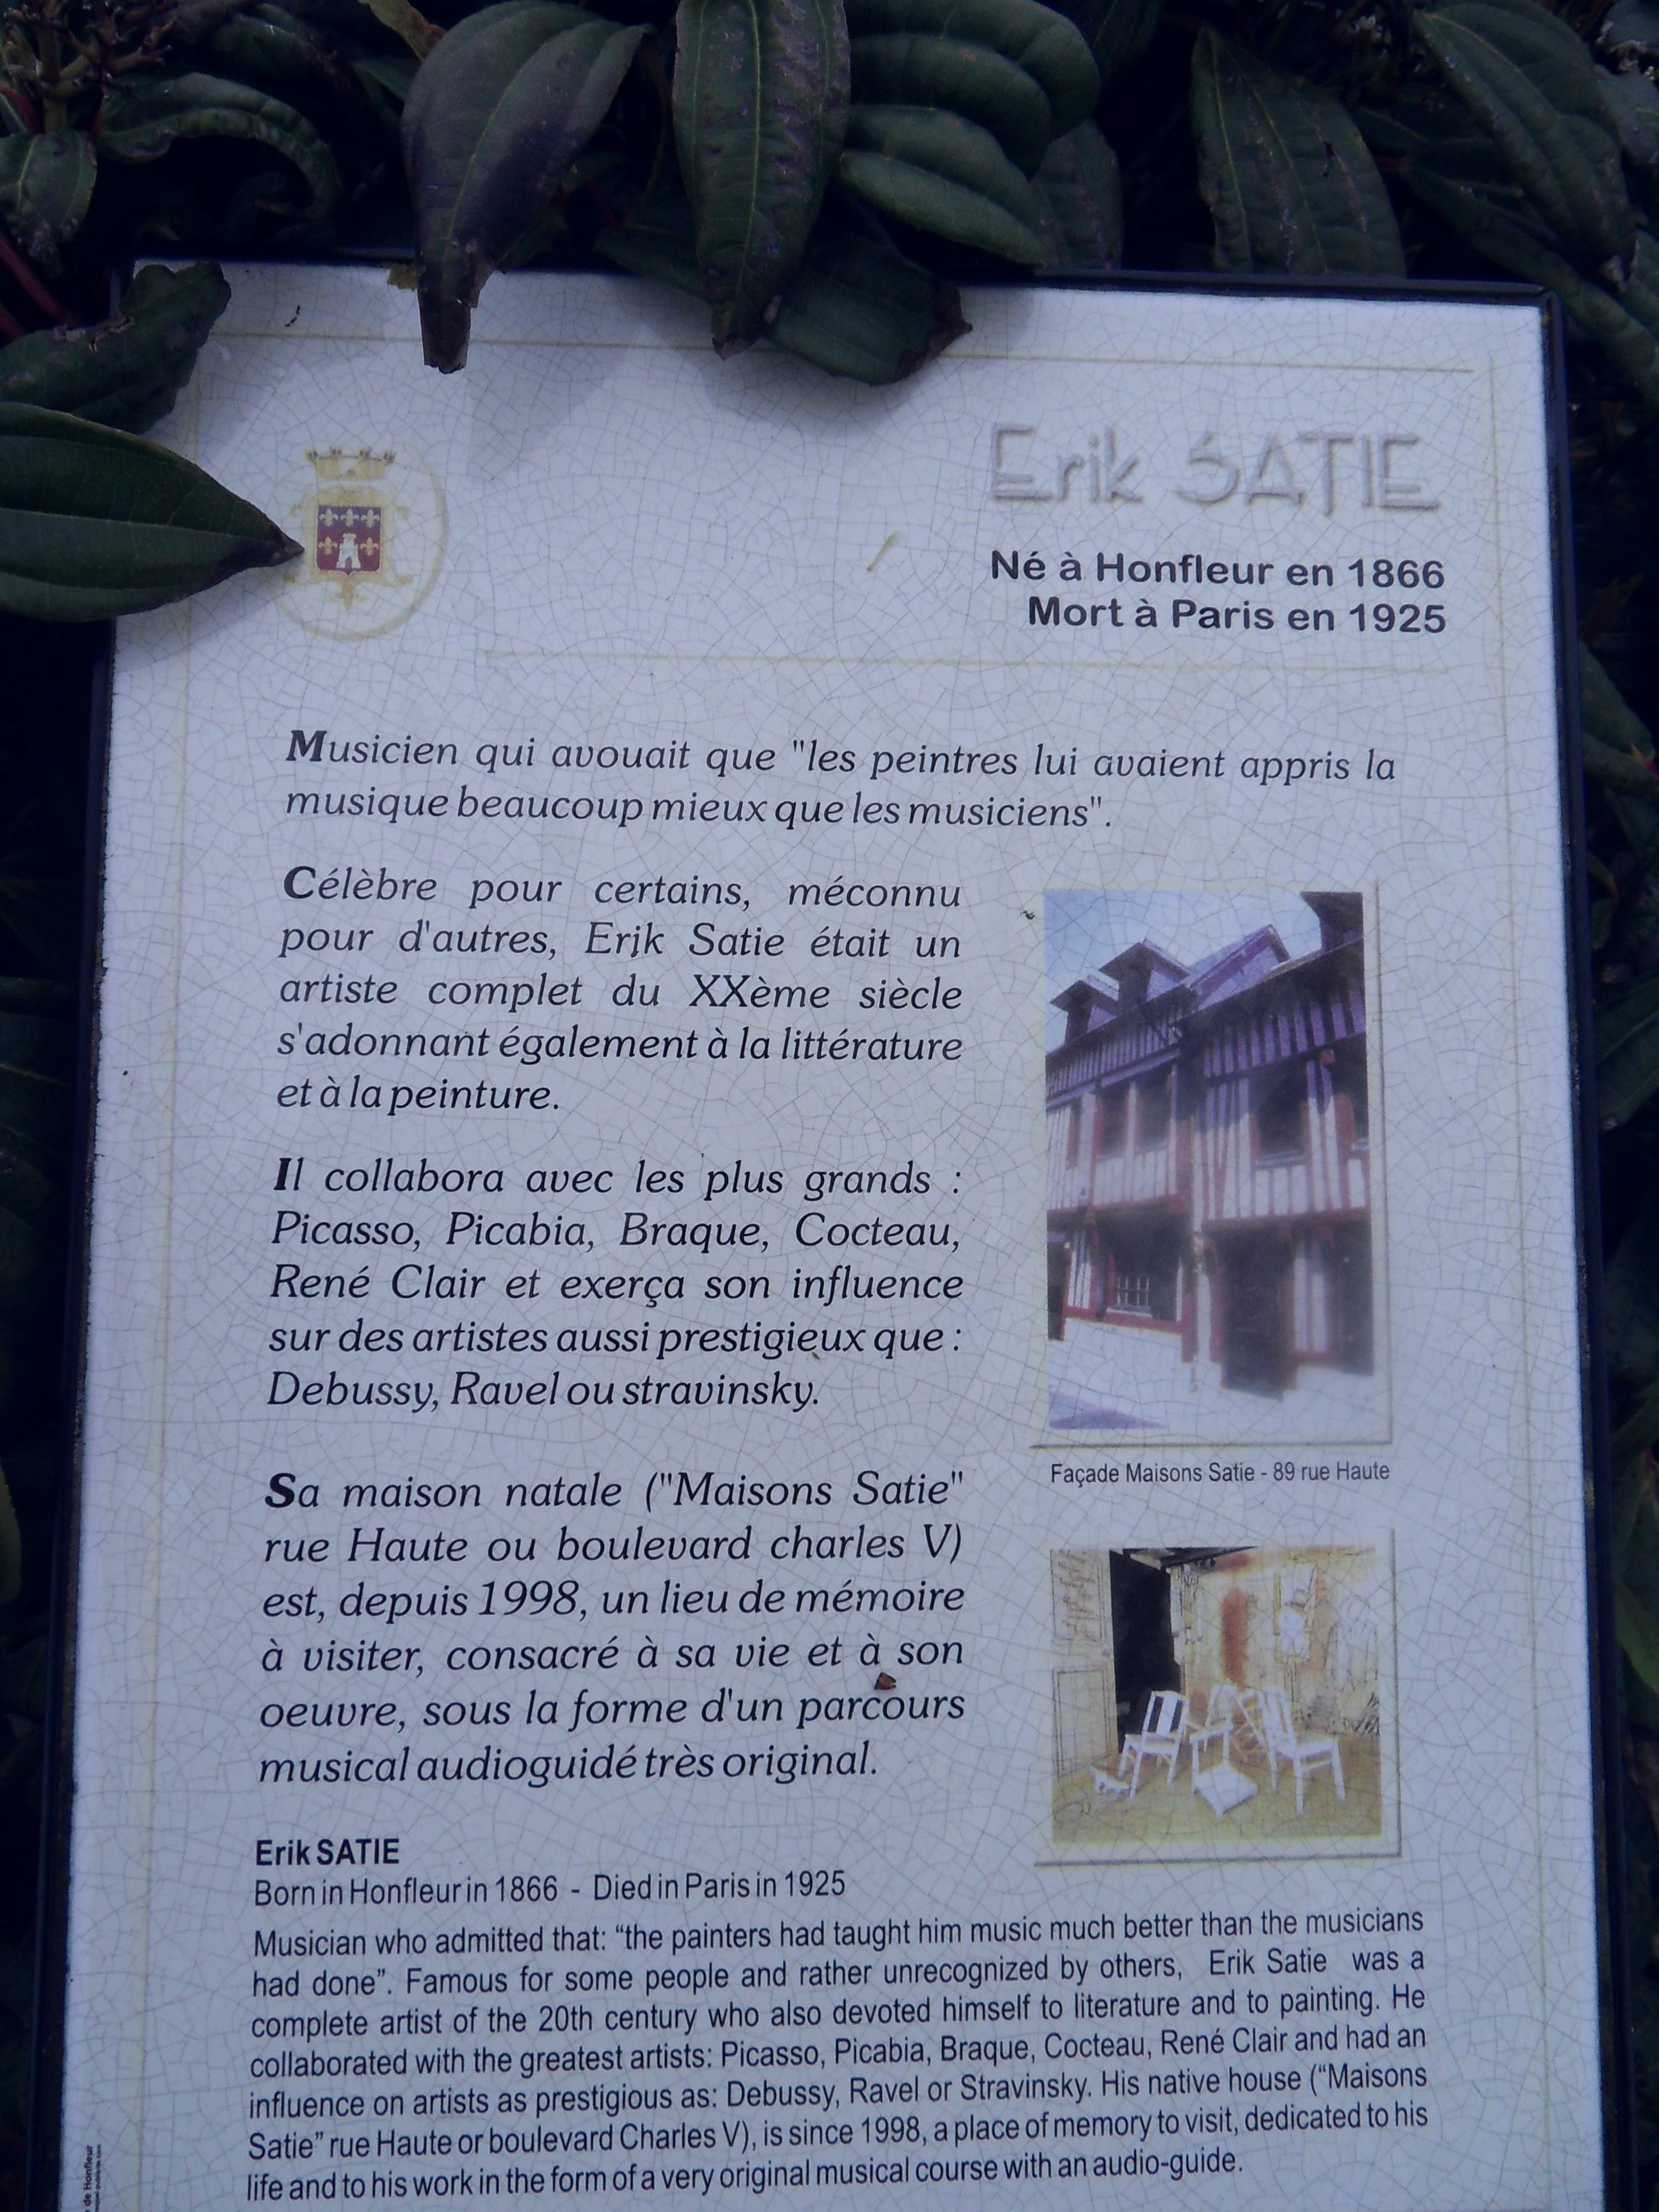 Erik SATIE
Né à Honfleur en 1866
Mort à Paris en 1925
Musicien qui avouait que "les peintres lui avaient appris la
musique beaucoup mieux que les musiciens".
Célèbre pour certains, méconnu
pour d'autres, Erik Satie était un
artiste complet du XXème siècle
s'adonnant également à la littérature
et à la peinture.
Il collabora avec les plus grands :
Picasso, Picabia, Braque, Cocteau,
René Clair et exerça son influence
sur des artistes aussi prestigieux que :
Debussy, Ravel ou stravinsky.
Façade Maisons Satie - 89 rue Haute
Sa maison natale ("Maisons Satie"
rue Haute ou boulevard charles V)
est, depuis 1998, un lieu de mémoire
à visiter, consacré à sa vie et à son
oeuvre, sous la forme d'un parcours
musical audioguidé très original.
Erik SATIE
Born in Honfleur in 1866 - Died in Paris in 1925
Musician who admitted that: “the painters had taught him music much better than the musicians
had done”. Famous for some people and rather unrecognized by others, Erik Satie was a
complete artist of the 20th century who also devoted himself to literature and to painting. He
collaborated with the greatest artists: Picasso, Picabia, Braque, Cocteau, René Clair and had an
influence on artists as prestigious as: Debussy, Ravel or Stravinsky. His native house (“Maisons
Satie” rue Haute or boulevard Charles V), is since 1998, a place of memory to visit, dedicated to his
life and to his work in the form of a very original musical course with an audio-guide.
de Honfleur